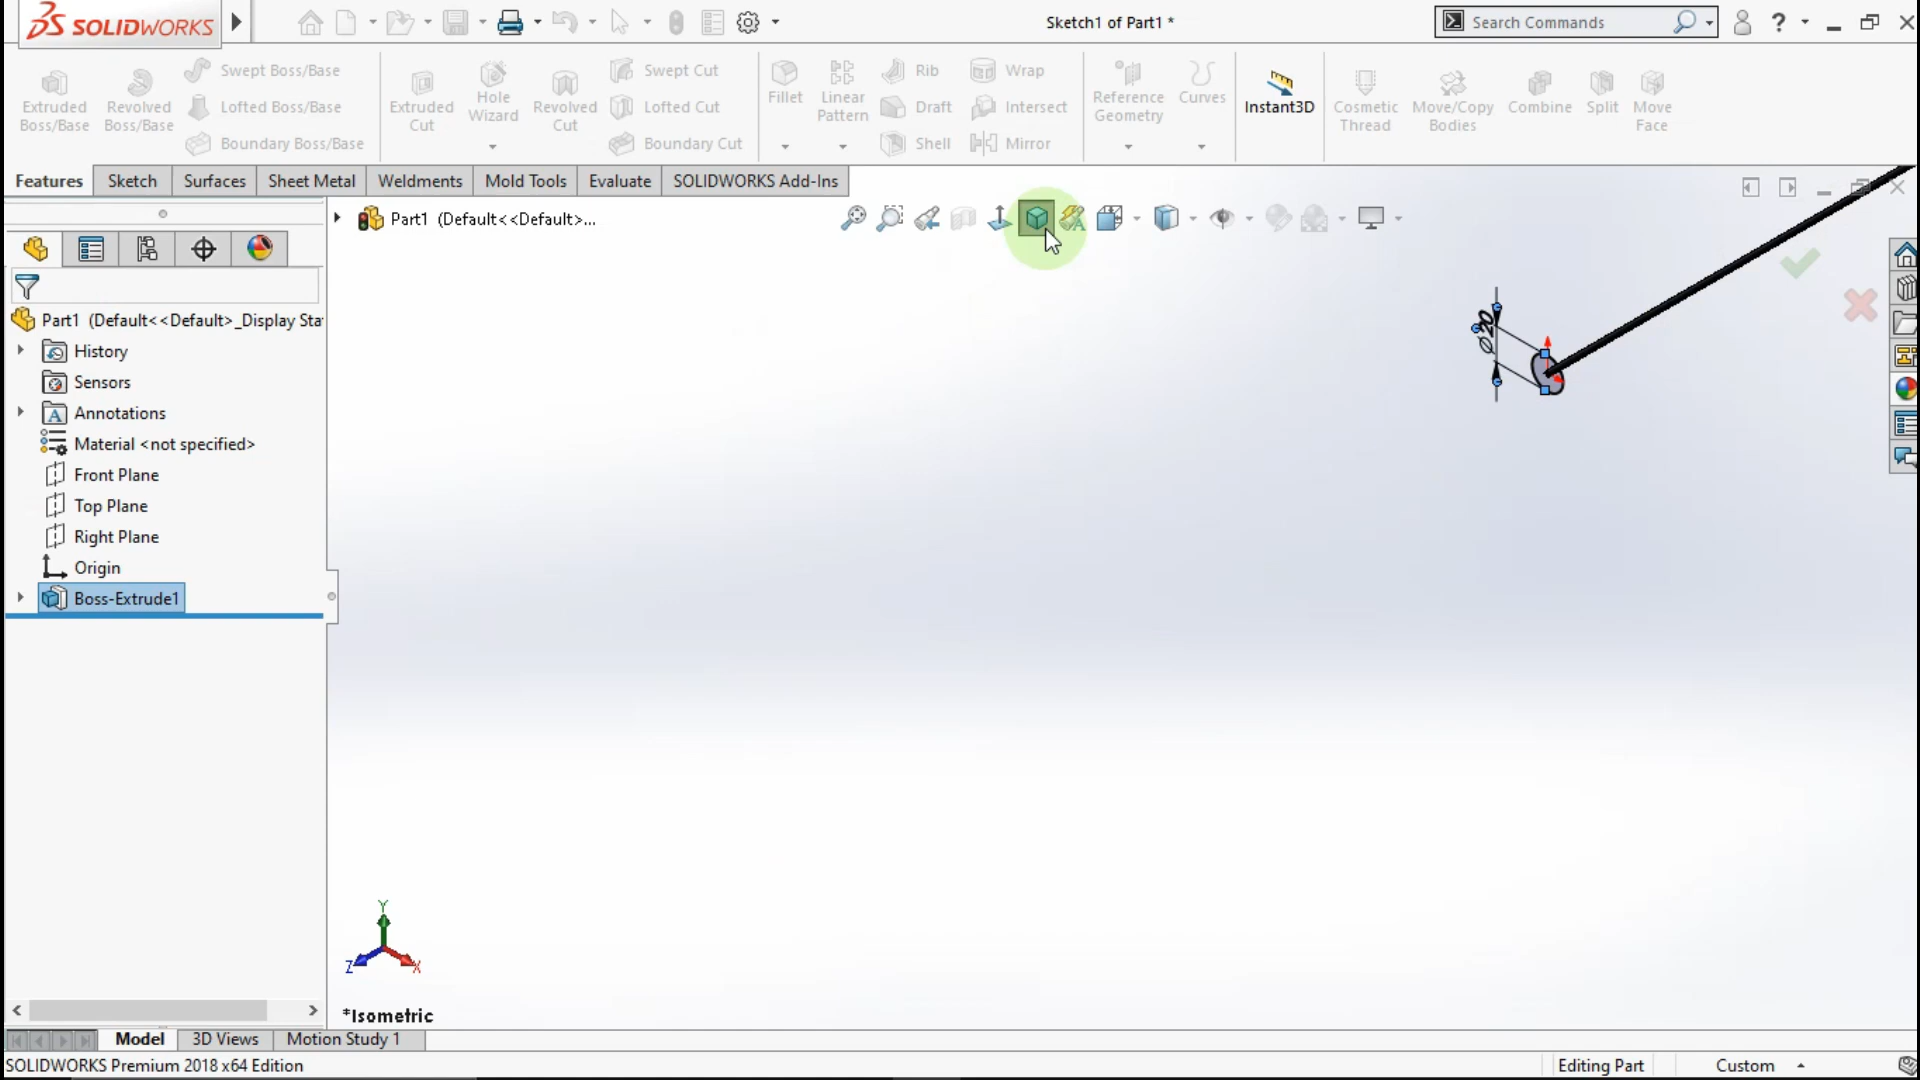 SOLIDWORKS
Sketch1 of Part1 *
Search Commands
?
Extruded Boss/Base
Revolved Boss/Base
Swept Boss/Base
Lofted Boss/Base
Boundary Boss/Base
Extruded Cut
Hole Wizard
Revolved Cut
Swept Cut
Lofted Cut
Boundary Cut
Fillet
Linear Pattern
Rib
Draft
Shell
Wrap
Intersect
Mirror
Reference Geometry
Curves
Instant3D
Cosmetic Thread
Move/Copy Bodies
Combine
Split
Move Face
Features
Sketch
Surfaces
Sheet Metal
Weldments
Mold Tools
Evaluate
SOLIDWORKS Add-Ins
Part1 (Default<<Default>...
Part1 (Default<<Default>_Display Sta
History
Sensors
Annotations
Material <not specified>
Front Plane
Top Plane
Right Plane
Origin
Boss-Extrude1
⌀20
Y
Z
X
*Isometric
Model
3D Views
Motion Study 1
SOLIDWORKS Premium 2018 x64 Edition
Editing Part
Custom